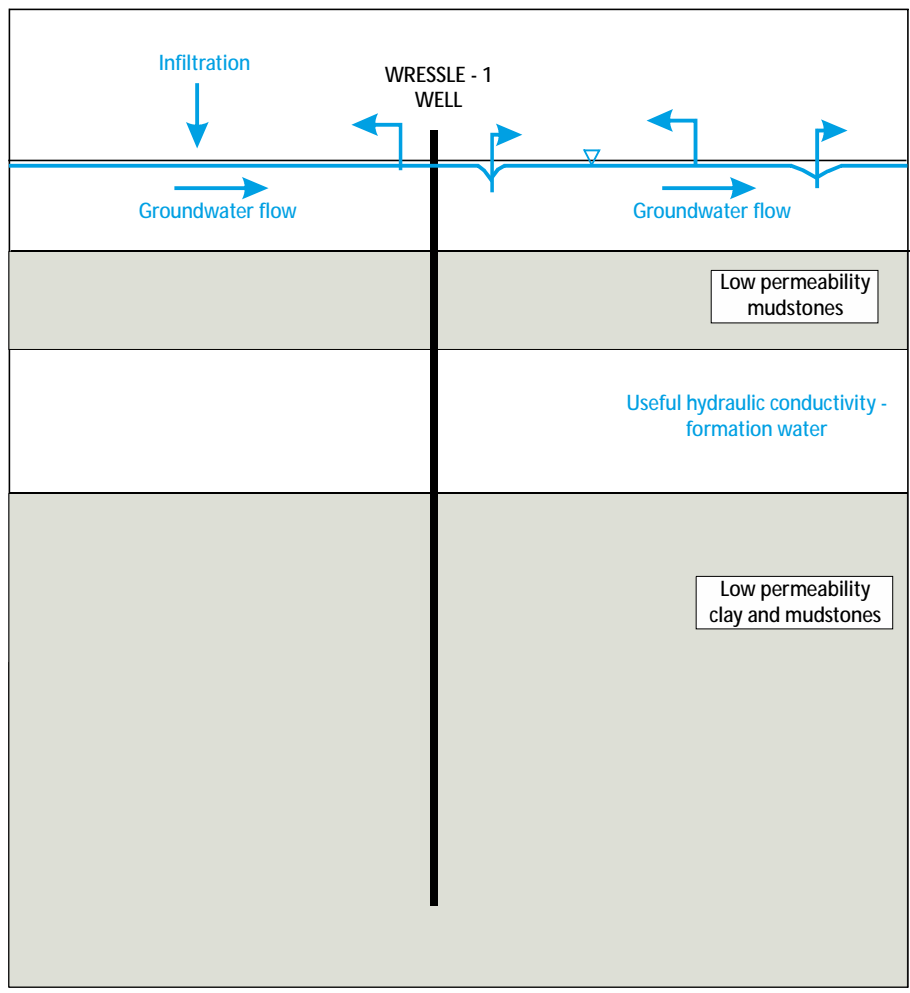 Infiltration
WRESSLE - 1
WELL
Groundwater flow
Groundwater flow
Low permeability
mudstones
Useful hydraulic conductivity -
formation water
Low permeability
clay and mudstones